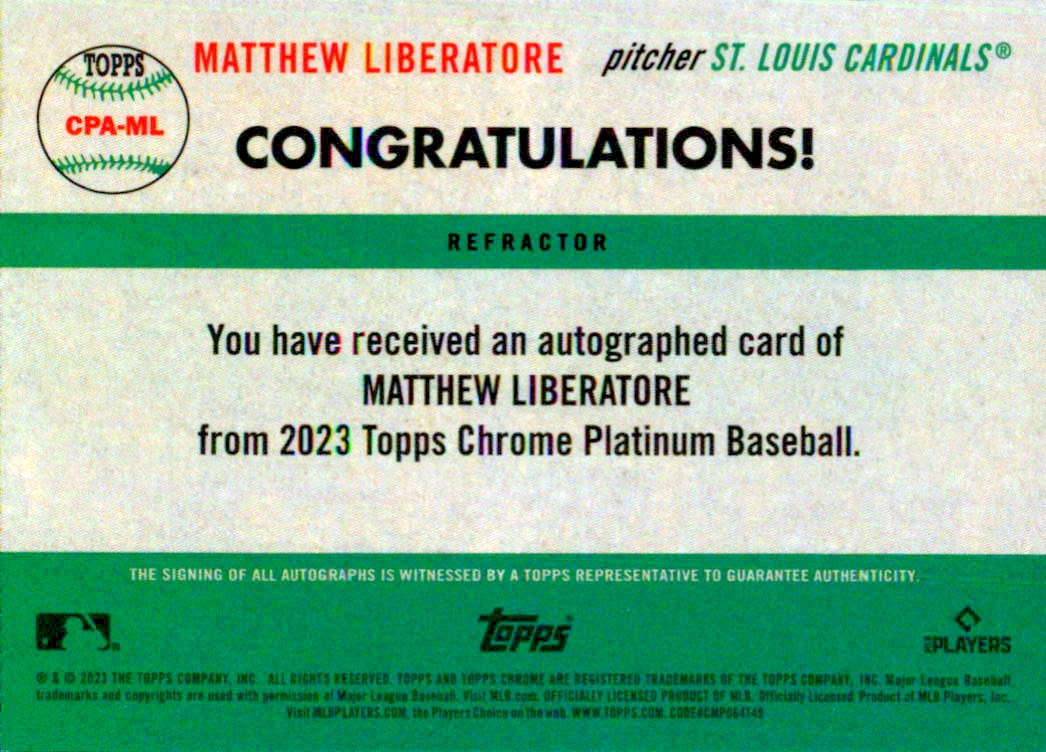 TOPPS
CPA-ML
MATTHEW LIBERATORE pitcher ST. LOUIS CARDINALS®
CONGRATULATIONS!
REFRACTOR
You have received an autographed card of
MATTHEW LIBERATORE
from 2023 Topps Chrome Platinum Baseball.
THE SIGNING OF ALL AUTOGRAPHS IS WITNESSED BY A TOPPS REPRESENTATIVE TO GUARANTEE AUTHENTICITY.
topps
MLB PLAYERS
® & © 2023 THE TOPPS COMPANY, INC. ALL RIGHTS RESERVED. TOPPS AND TOPPS CHROME ARE REGISTERED TRADEMARKS OF THE TOPPS COMPANY, INC. Major League Baseball
trademarks and copyrights are used with permission of Major League Baseball. Visit MLB.com. OFFICIALLY LICENSED PRODUCT OF MLB. Officially Licensed Product of MLB Players, Inc.
Visit MLBPLAYERS.COM, the Players Choice on the web. WWW.TOPPS.COM.